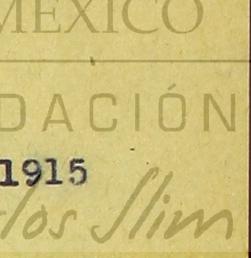 MEXICO
DACIÓN
1915
los Slim